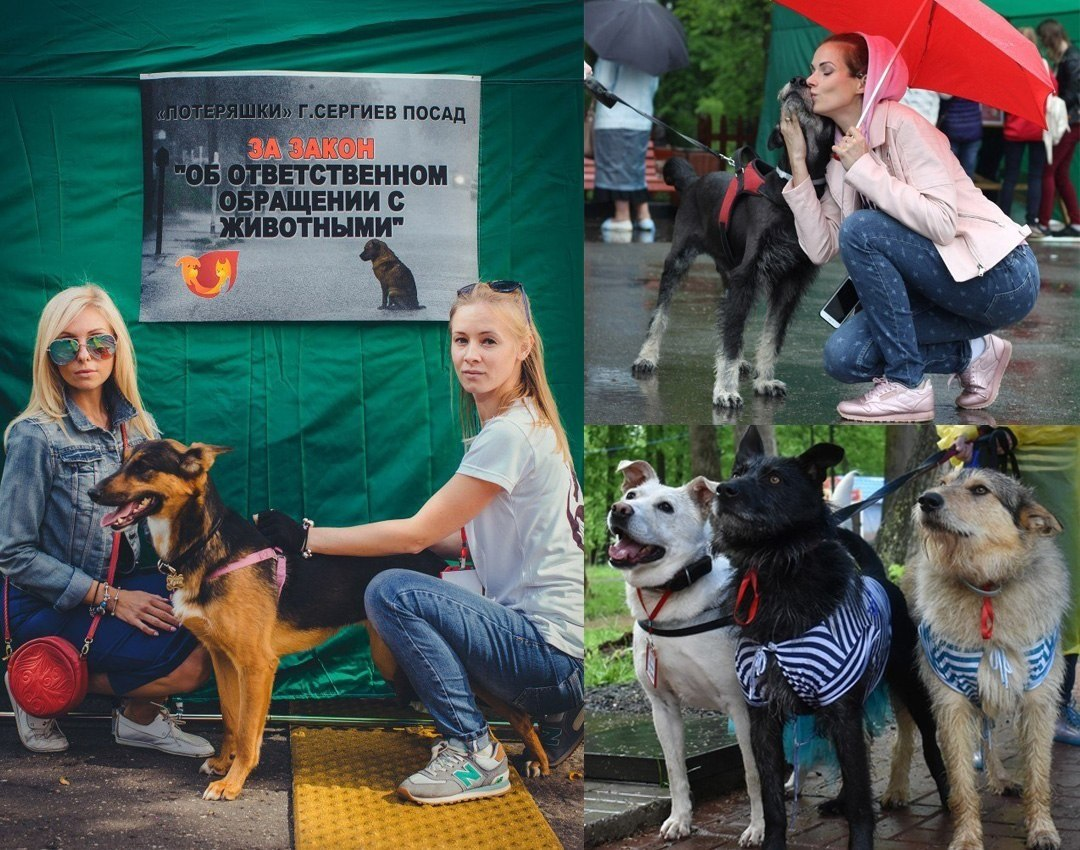 «ПОТЕРЯШКИ» Г.СЕРГИЕВ ПОСАД
ЗА ЗАКОН
"ОБ ОТВЕТСТВЕННОМ
ОБРАЩЕНИИ С
ЖИВОТНЫМИ"
N